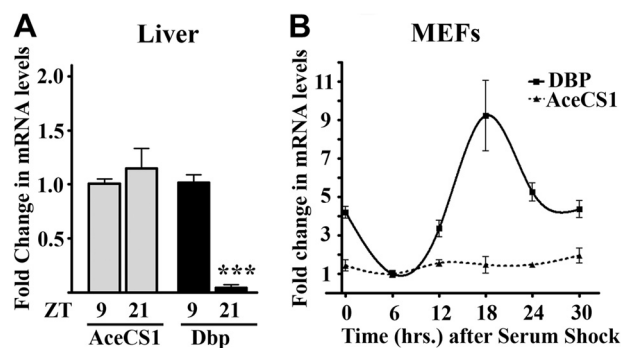 A
Liver
Fold Change in mRNA levels
2.0
1.5
1.0
0.5
***
ZT 9 21 9 21
AceCS1 Dbp
B
MEFs
Fold change in mRNA levels
11
9
7
5
3
1
DBP
AceCS1
0 6 12 18 24 30
Time (hrs.) after Serum Shock